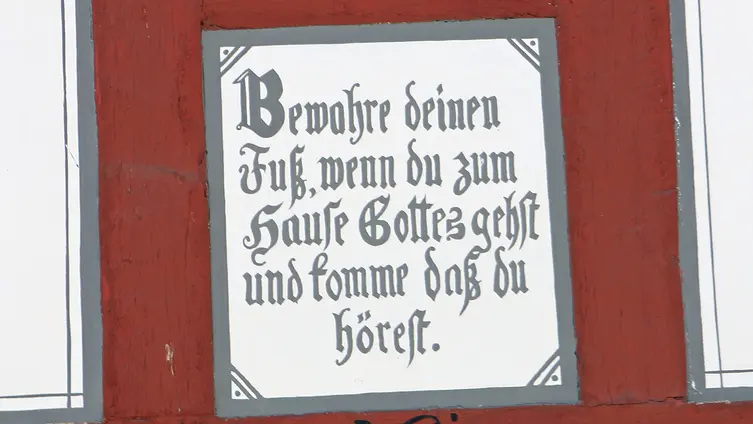 Bewahre deinen
Fuß, wenn du zum
Hause Gottes gehst
und komme daß du
hörest.